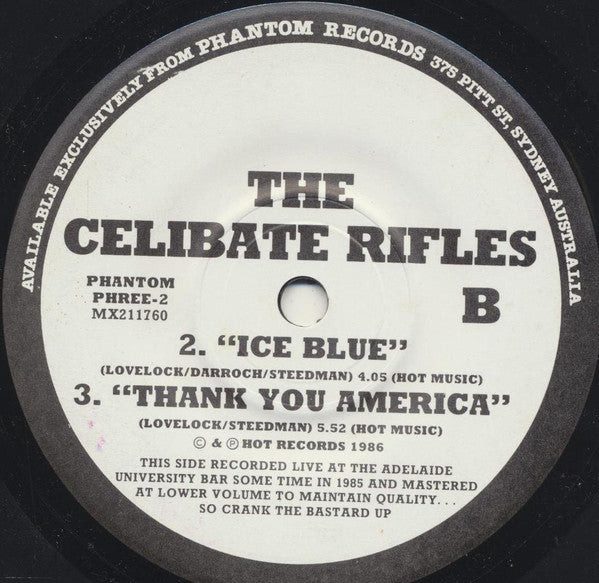 AVAILABLE EXCLUSIVELY FROM PHANTOM RECORDS 375 PITT ST, SYDNEY AUSTRALIA
THE
CELIBATE RIFLES
PHANTOM
PHREE-2
MX211760
B
2. "ICE BLUE"
(LOVELOCK/DARROCH/STEEDMAN) 4.05 (HOT MUSIC)
3. "THANK YOU AMERICA"
(LOVELOCK/STEEDMAN) 5.52 (HOT MUSIC)
© & ℗ HOT RECORDS 1986
THIS SIDE RECORDED LIVE AT THE ADELAIDE
UNIVERSITY BAR SOME TIME IN 1985 AND MASTERED
AT LOWER VOLUME TO MAINTAIN QUALITY...
SO CRANK THE BASTARD UP